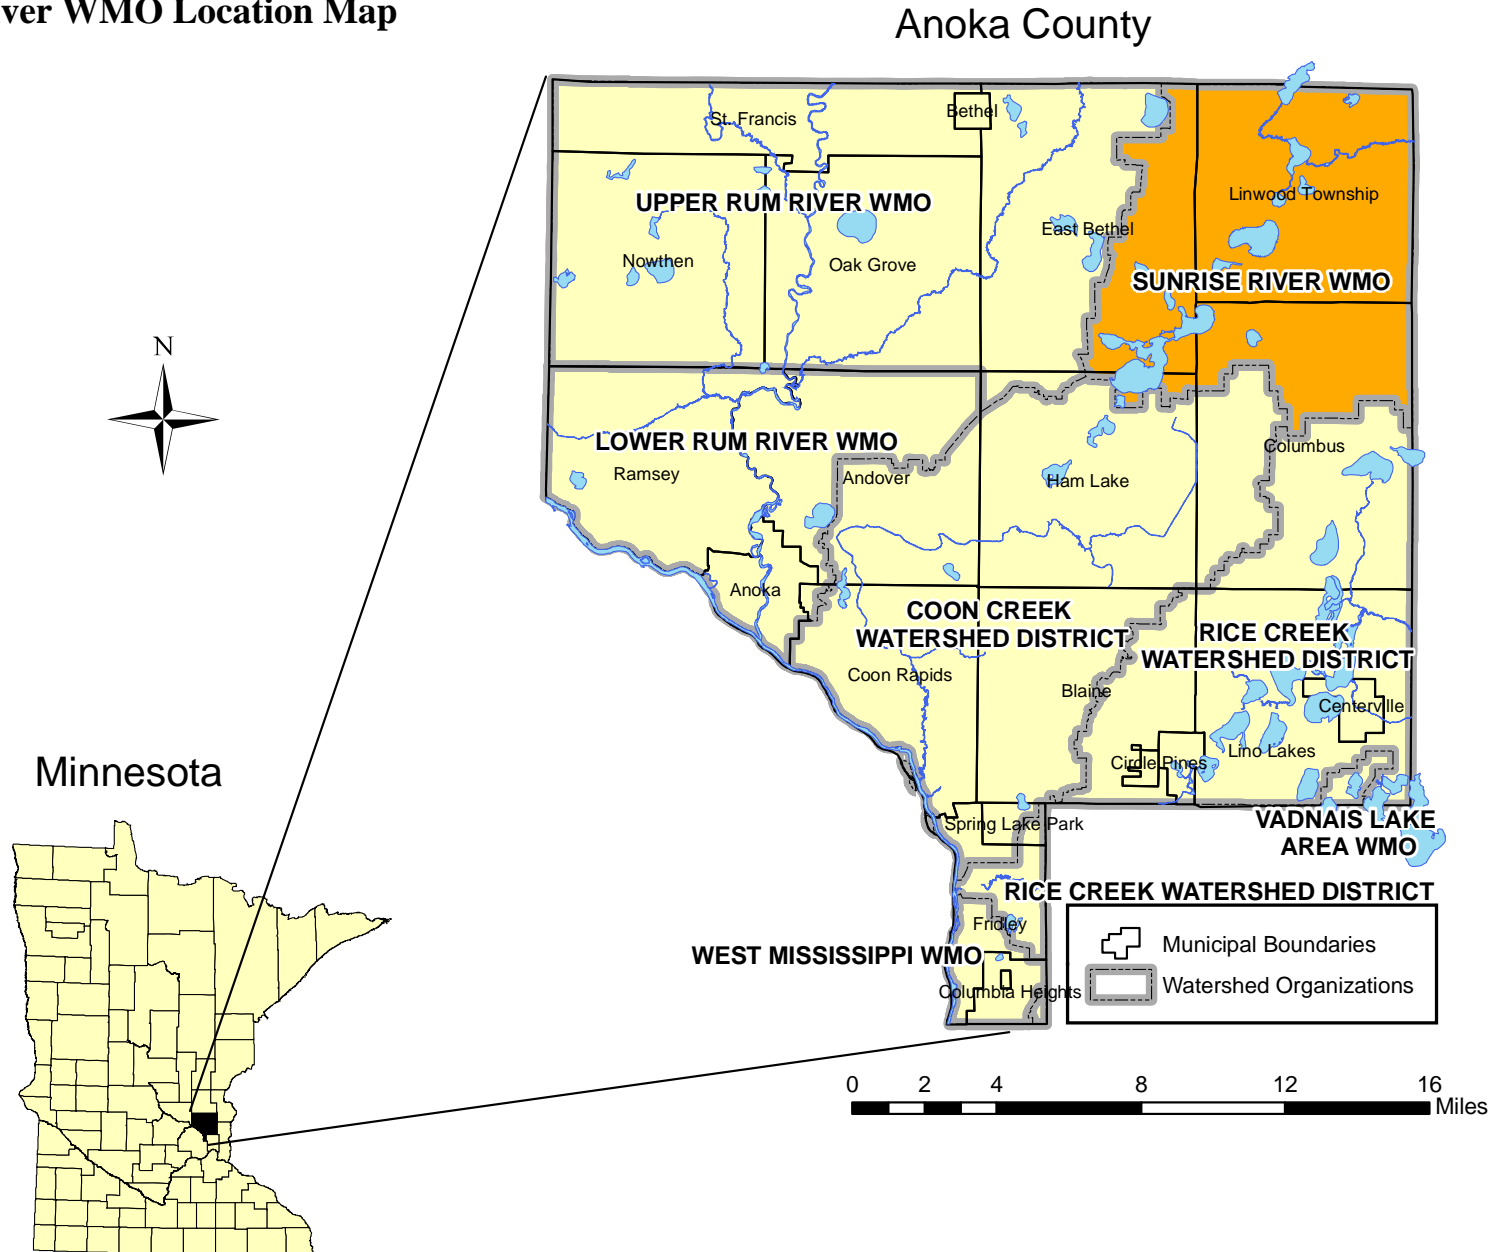 ver WMO Location Map
Anoka County
St. Francis
Bethel
Linwood Township
UPPER RUM RIVER WMO
East Bethel
Nowthen
Oak Grove
SUNRISE RIVER WMO
N
LOWER RUM RIVER WMO
Columbus
Ramsey
Andover
Ham Lake
Anoka
COON CREEK
WATERSHED DISTRICT
RICE CREEK
WATERSHED DISTRICT
Coon Rapids
Blaine
Centerville
Lino Lakes
Circle Pines
Minnesota
Spring Lake Park
VADNAIS LAKE
AREA WMO
RICE CREEK WATERSHED DISTRICT
Fridley
WEST MISSISSIPPI WMO
Columbia Heights
Municipal Boundaries
Watershed Organizations
0 2 4 8 12 16
Miles